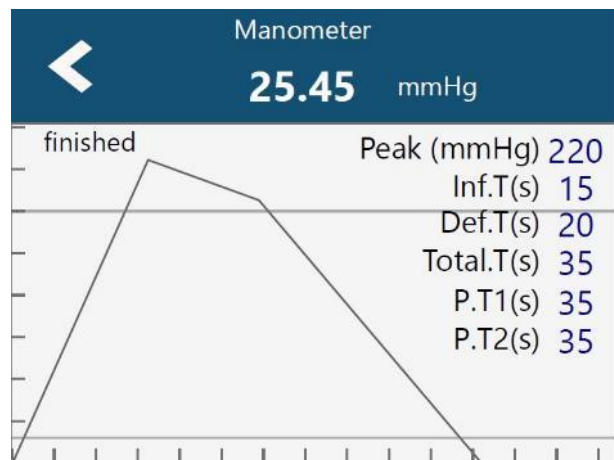 Manometer
25.45 mmHg
finished
Peak (mmHg) 220
Inf.T(s) 15
Def.T(s) 20
Total.T(s) 35
P.T1(s) 35
P.T2(s) 35